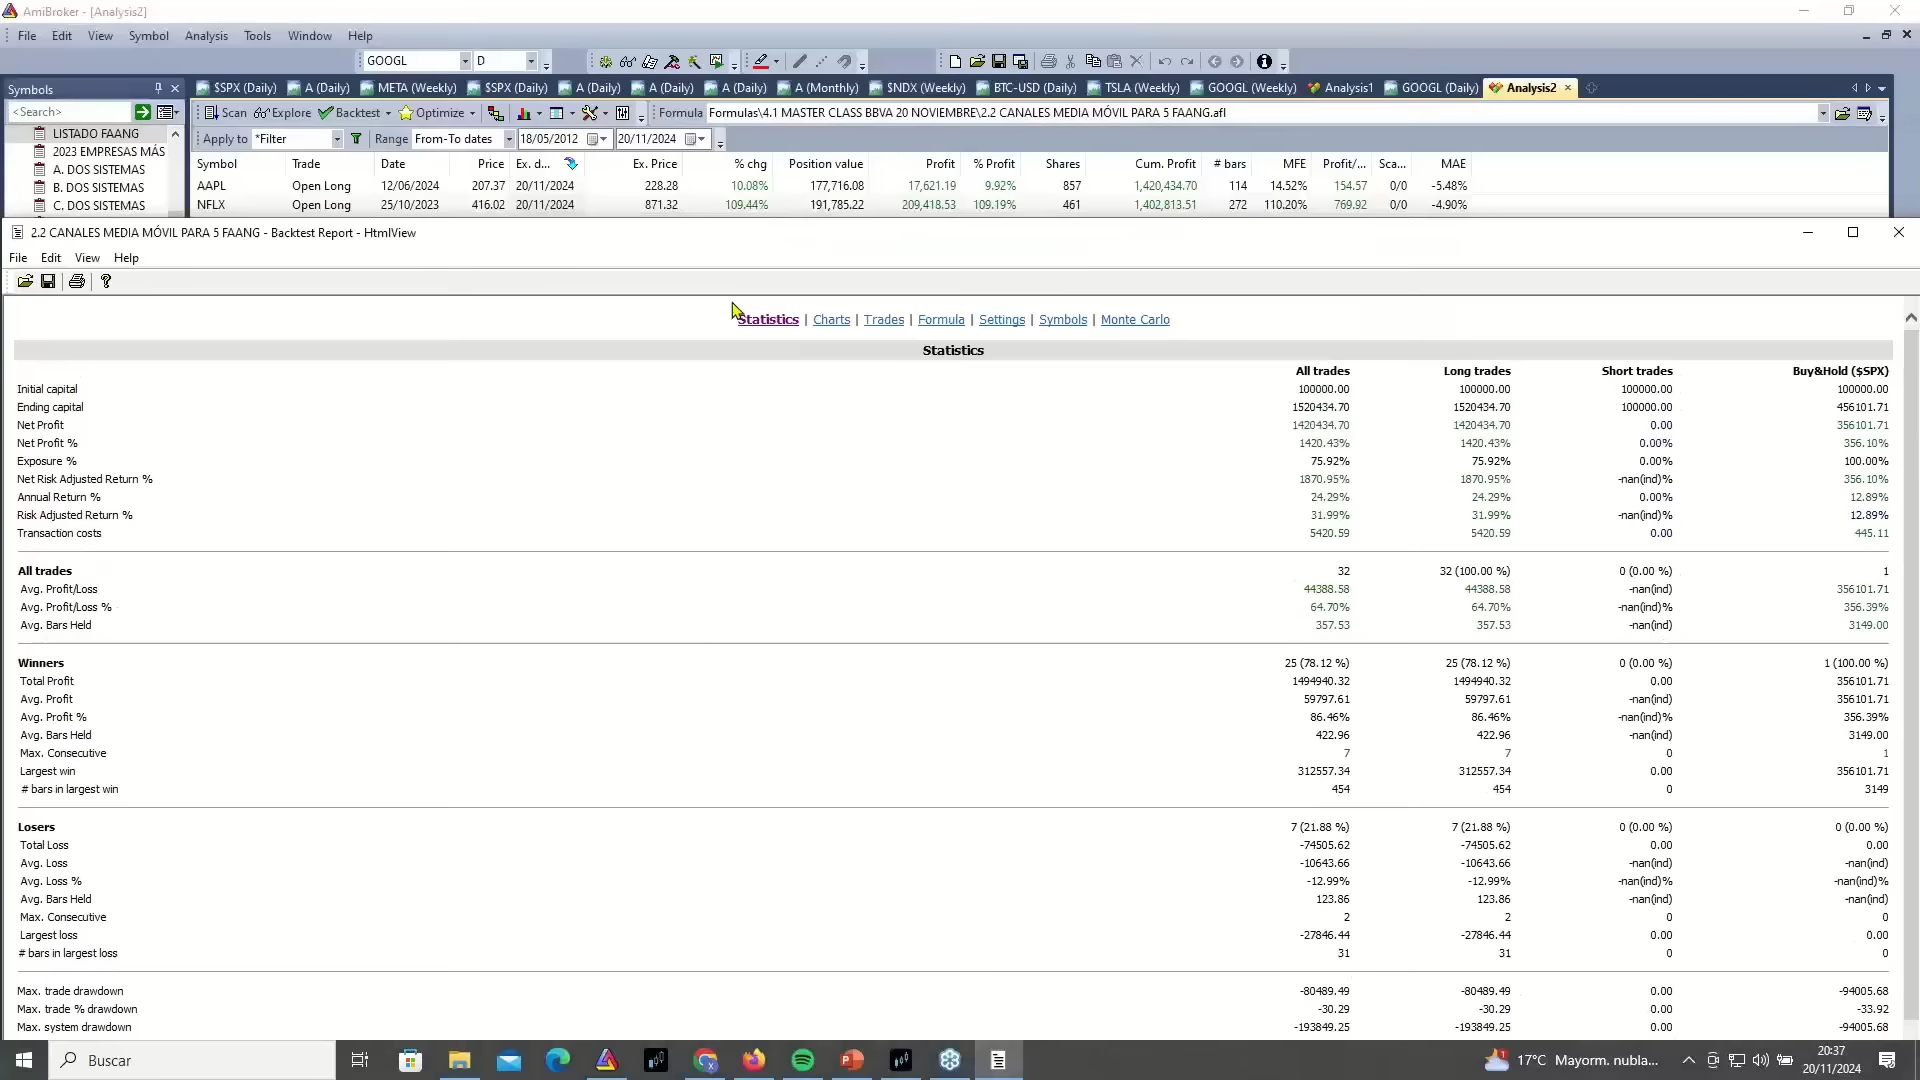 AmiBroker - [Analysis2]
File Edit View Symbol Analysis Tools Window Help
GOOGL D
Symbols
$SPX (Daily) A (Daily) META (Weekly) $SPX (Daily) A (Daily) A (Daily) A (Daily) A (Monthly) $NDX (Weekly) BTC-USD (Daily) TSLA (Weekly) GOOGL (Weekly) Analysis1 GOOGL (Daily) Analysis2
<Search> Scan Explore Backtest Optimize Formula Formulas\4.1 MASTER CLASS BBVA 20 NOVIEMBRE\2.2 CANALES MEDIA MÓVIL PARA 5 FAANG.afl
LISTADO FAANG
2023 EMPRESAS MÁS
A. DOS SISTEMAS
B. DOS SISTEMAS
C. DOS SISTEMAS
Apply to *Filter Range From-To dates 18/05/2012 20/11/2024
Symbol Trade Date Price Ex. d... Ex. Price % chg Position value Profit % Profit Shares Cum. Profit # bars MFE Profit/... Sca... MAE
AAPL Open Long 12/06/2024 207.37 20/11/2024 228.28 10.08% 177,716.08 17,621.19 9.92% 857 1,420,434.70 114 14.52% 154.57 0/0 -5.48%
NFLX Open Long 25/10/2023 416.02 20/11/2024 871.32 109.44% 191,785.22 209,418.53 109.19% 461 1,402,813.51 272 110.20% 769.92 0/0 -4.90%
2.2 CANALES MEDIA MÓVIL PARA 5 FAANG - Backtest Report - HtmlView
File Edit View Help
Statistics | Charts | Trades | Formula | Settings | Symbols | Monte Carlo
Statistics
All trades Long trades Short trades Buy&Hold ($SPX)
Initial capital 100000.00 100000.00 100000.00 100000.00
Ending capital 1520434.70 1520434.70 100000.00 456101.71
Net Profit 1420434.70 1420434.70 0.00 356101.71
Net Profit % 1420.43% 1420.43% 0.00% 356.10%
Exposure % 75.92% 75.92% 0.00% 100.00%
Net Risk Adjusted Return % 1870.95% 1870.95% -nan(ind)% 356.10%
Annual Return % 24.29% 24.29% 0.00% 12.89%
Risk Adjusted Return % 31.99% 31.99% -nan(ind)% 12.89%
Transaction costs 5420.59 5420.59 0.00 445.11
All trades 32 32 (100.00 %) 0 (0.00 %) 1
Avg. Profit/Loss 44388.58 44388.58 -nan(ind) 356101.71
Avg. Profit/Loss % 64.70% 64.70% -nan(ind)% 356.39%
Avg. Bars Held 357.53 357.53 -nan(ind) 3149.00
Winners 25 (78.12 %) 25 (78.12 %) 0 (0.00 %) 1 (100.00 %)
Total Profit 1494940.32 1494940.32 0.00 356101.71
Avg. Profit 59797.61 59797.61 -nan(ind) 356101.71
Avg. Profit % 86.46% 86.46% -nan(ind)% 356.39%
Avg. Bars Held 422.96 422.96 -nan(ind) 3149.00
Max. Consecutive 7 7 0 1
Largest win 312557.34 312557.34 0.00 356101.71
# bars in largest win 454 454 0 3149
Losers 7 (21.88 %) 7 (21.88 %) 0 (0.00 %) 0 (0.00 %)
Total Loss -74505.62 -74505.62 0.00 0.00
Avg. Loss -10643.66 -10643.66 -nan(ind) -nan(ind)
Avg. Loss % -12.99% -12.99% -nan(ind)% -nan(ind)%
Avg. Bars Held 123.86 123.86 -nan(ind) -nan(ind)
Max. Consecutive 2 2 0 0
Largest loss -27846.44 -27846.44 0.00 0.00
# bars in largest loss 31 31 0 0
Max. trade drawdown -80489.49 -80489.49 0.00 -94005.68
Max. trade % drawdown -30.29 -30.29 0.00 -33.92
Max. system drawdown -193849.25 -193849.25 0.00 -94005.68
Buscar
17°C Mayorm. nubla...
20:37
20/11/2024